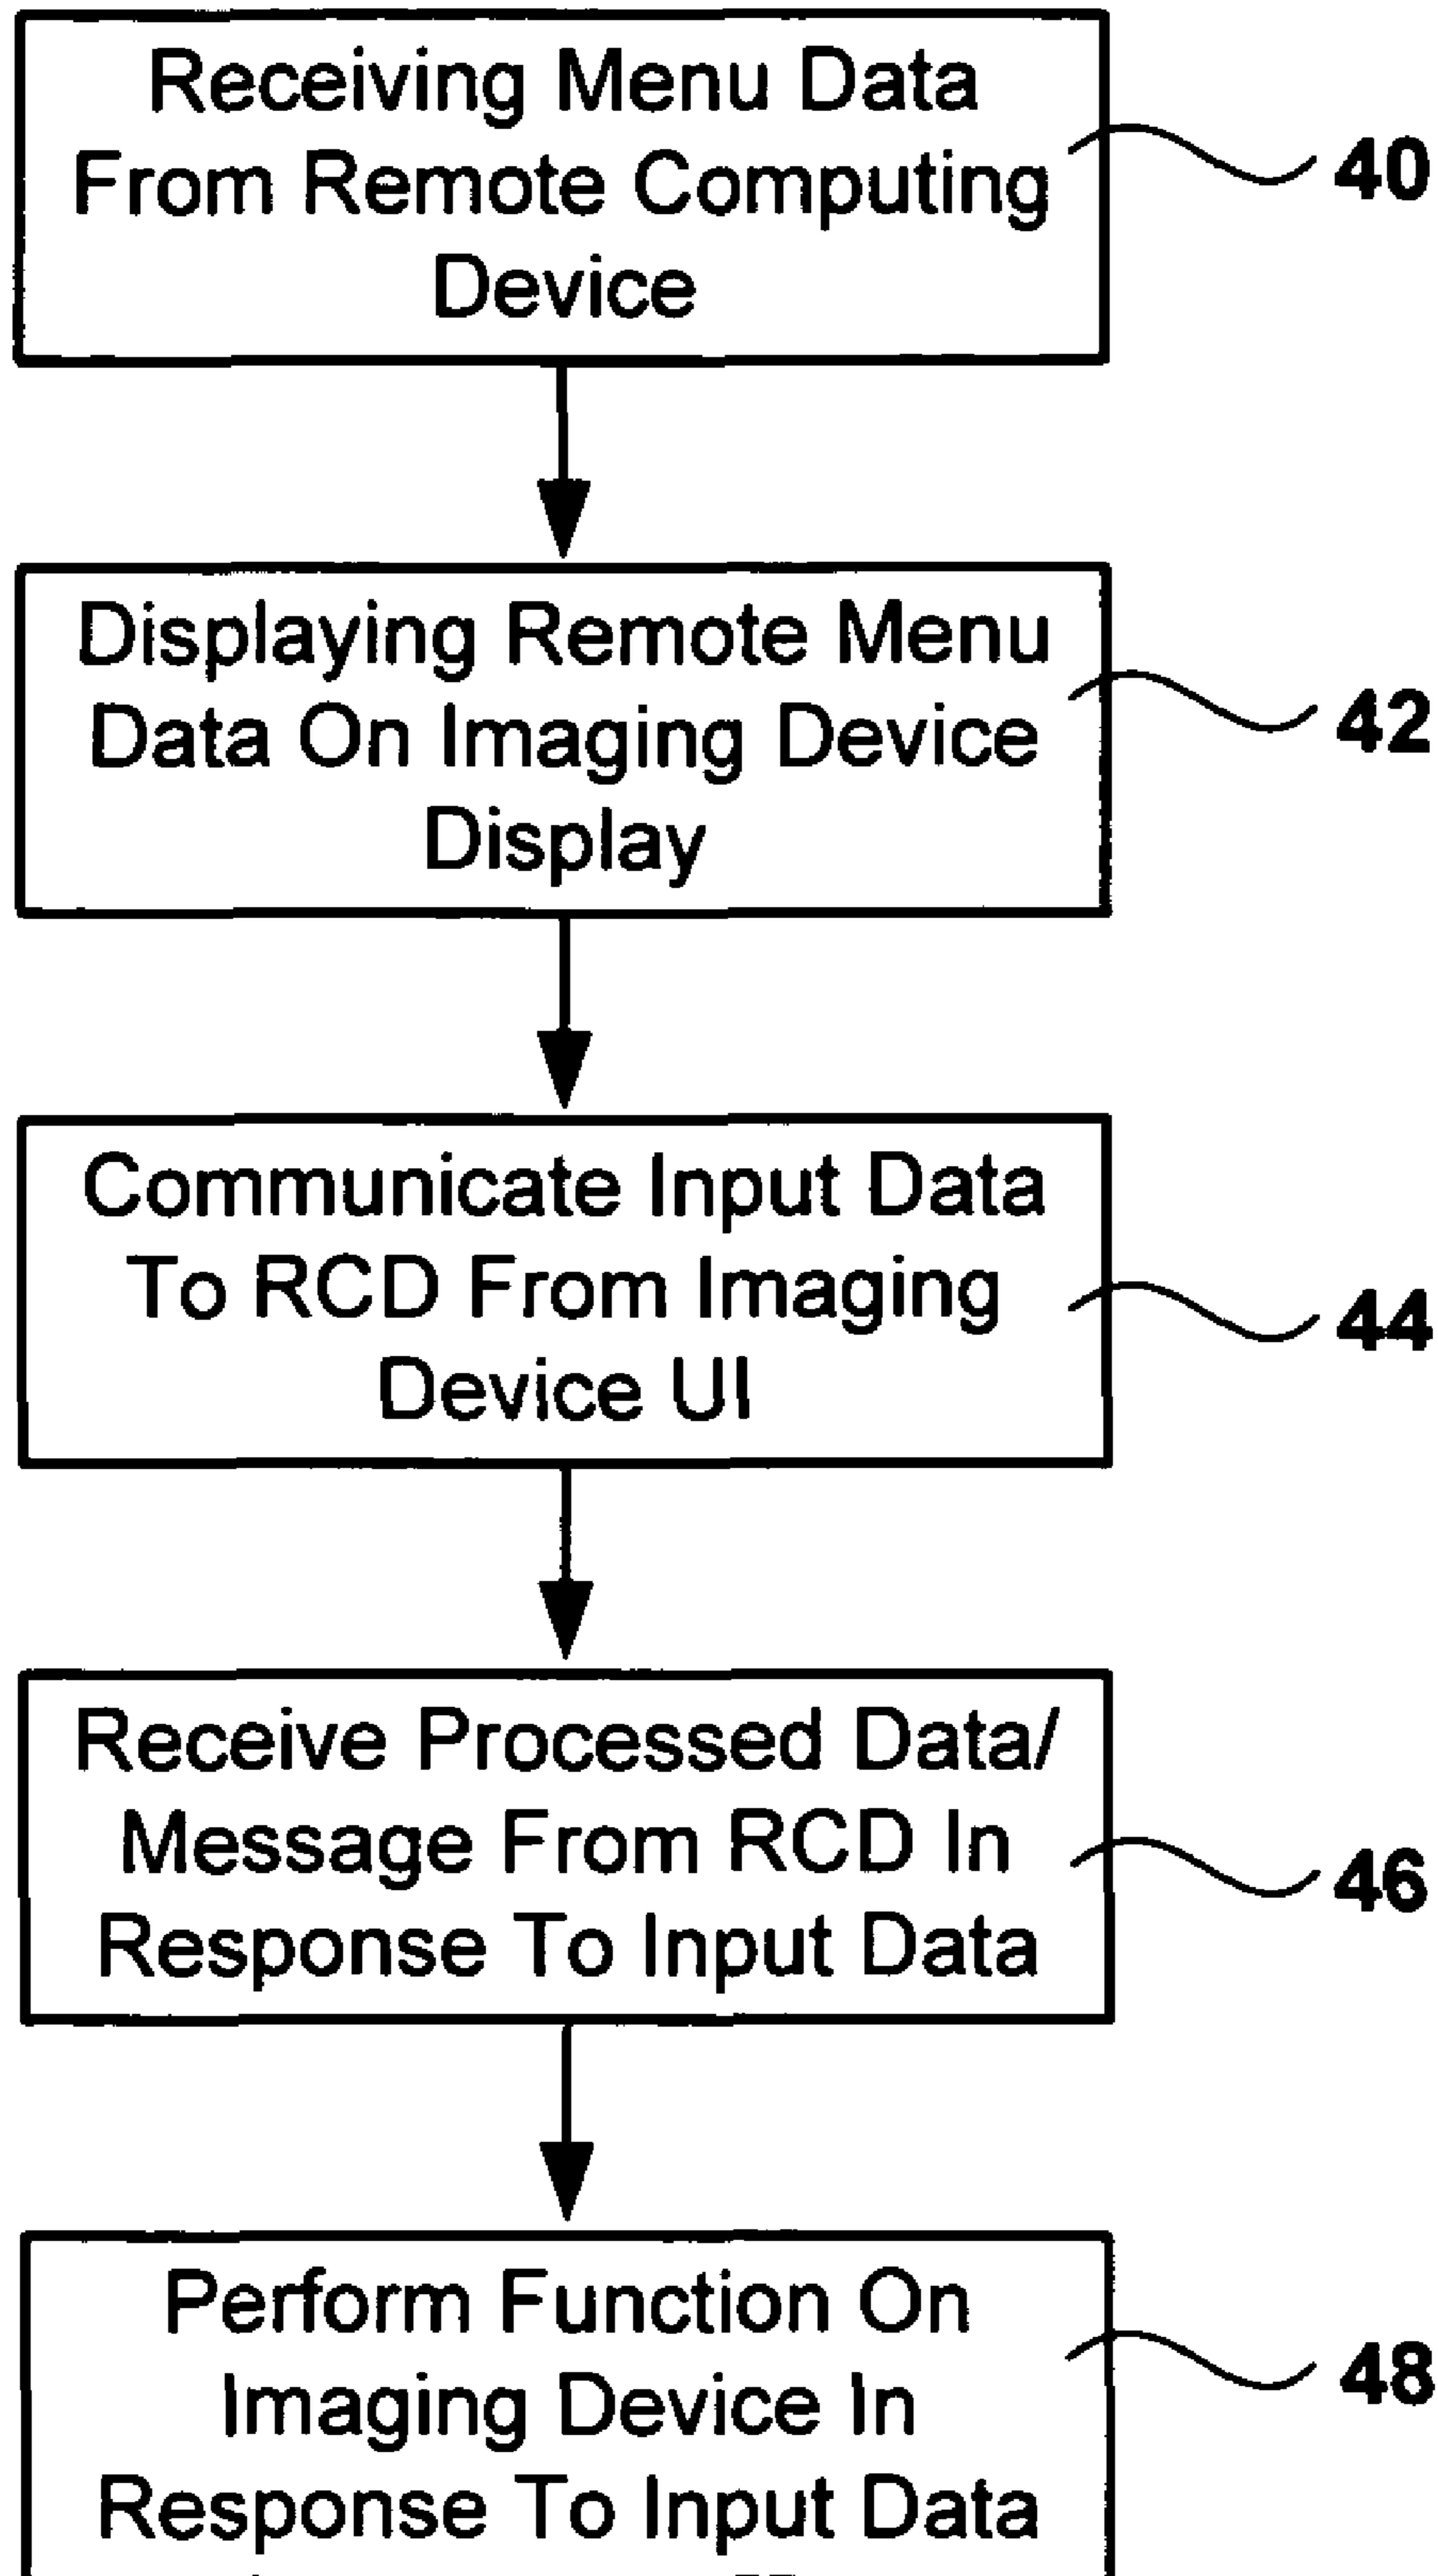 Receiving Menu Data
From Remote Computing
Device
40
Displaying Remote Menu
Data On Imaging Device
Display
42
Communicate Input Data
To RCD From Imaging
Device UI
44
Receive Processed Data/
Message From RCD In
Response To Input Data
46
Perform Function On
Imaging Device In
Response To Input Data
48